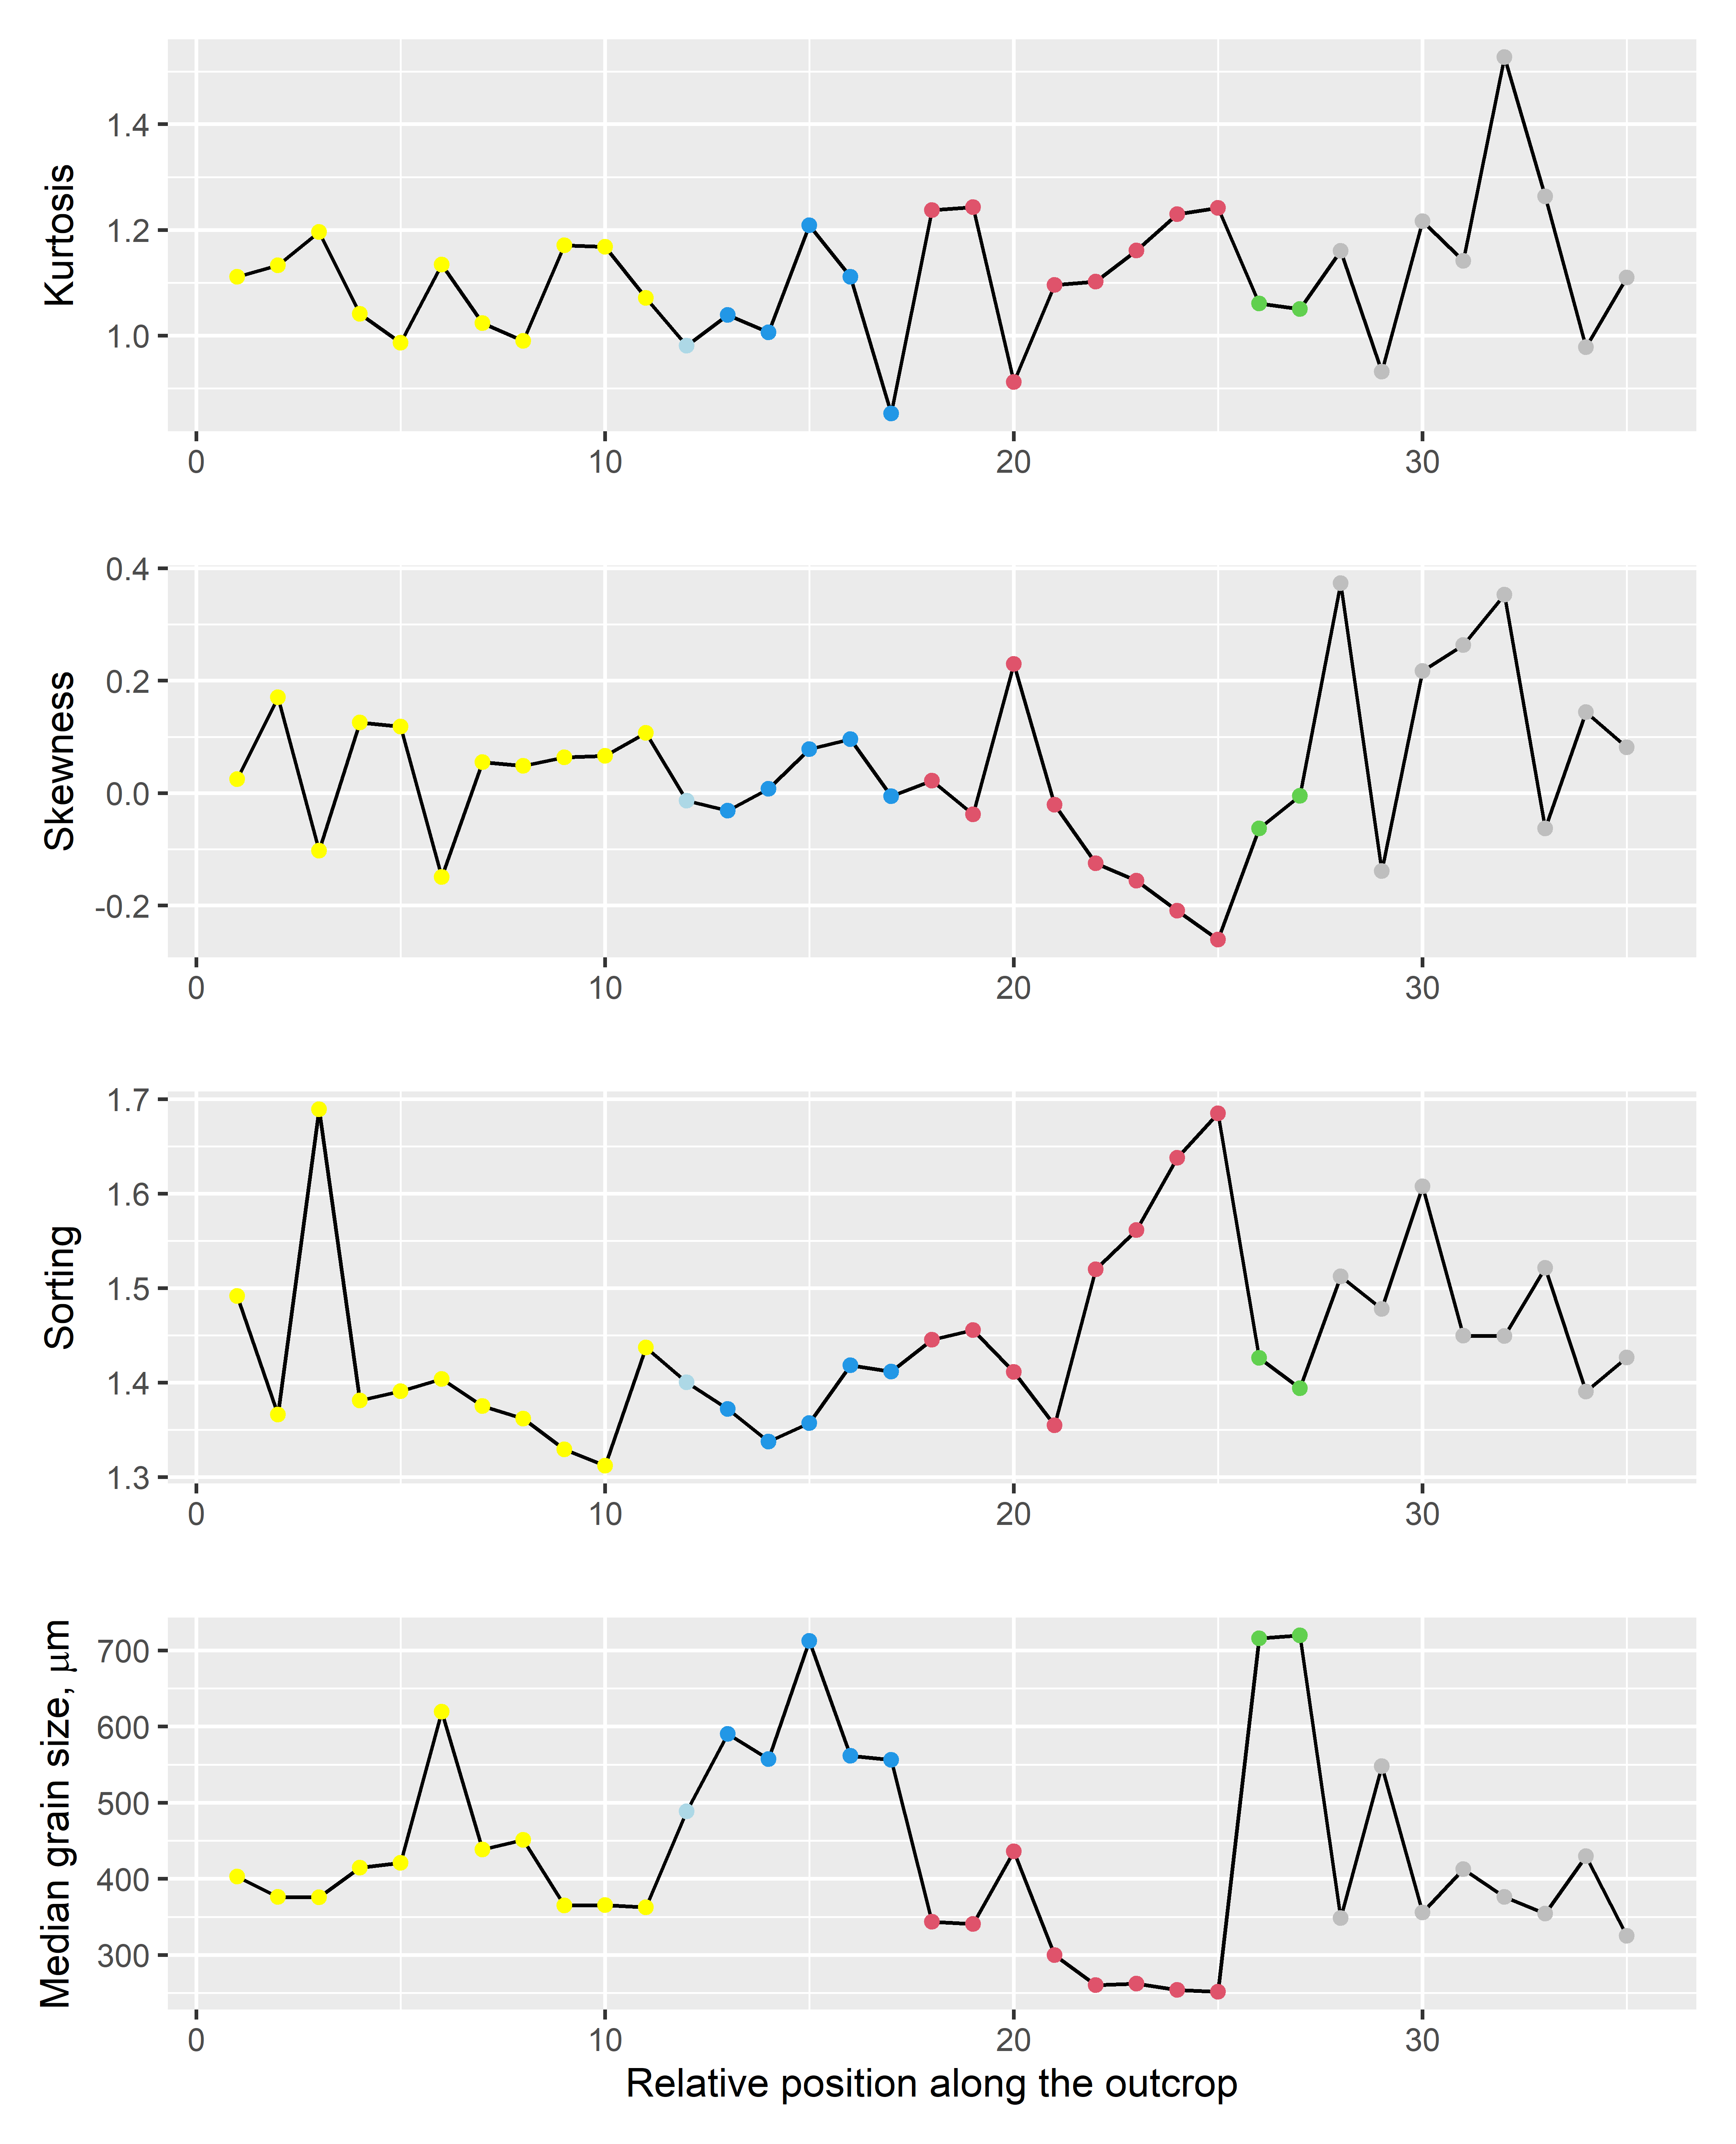 Kurtosis
1.4
1.2
1.0
0 10 20 30
Skewness
0.4
0.2
0.0
-0.2
0 10 20 30
Sorting
1.7
1.6
1.5
1.4
1.3
0 10 20 30
Median grain size, μm
700
600
500
400
300
0 10 20 30
Relative position along the outcrop